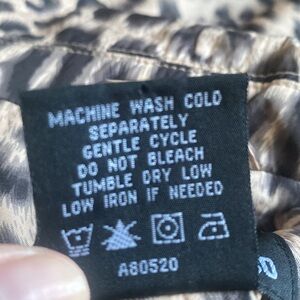 MACHINE WASH COLD
SEPARATELY
GENTLE CYCLE
DO NOT BLEACH
TUMBLE DRY LOW
LOW IRON IF NEEDED
A80520